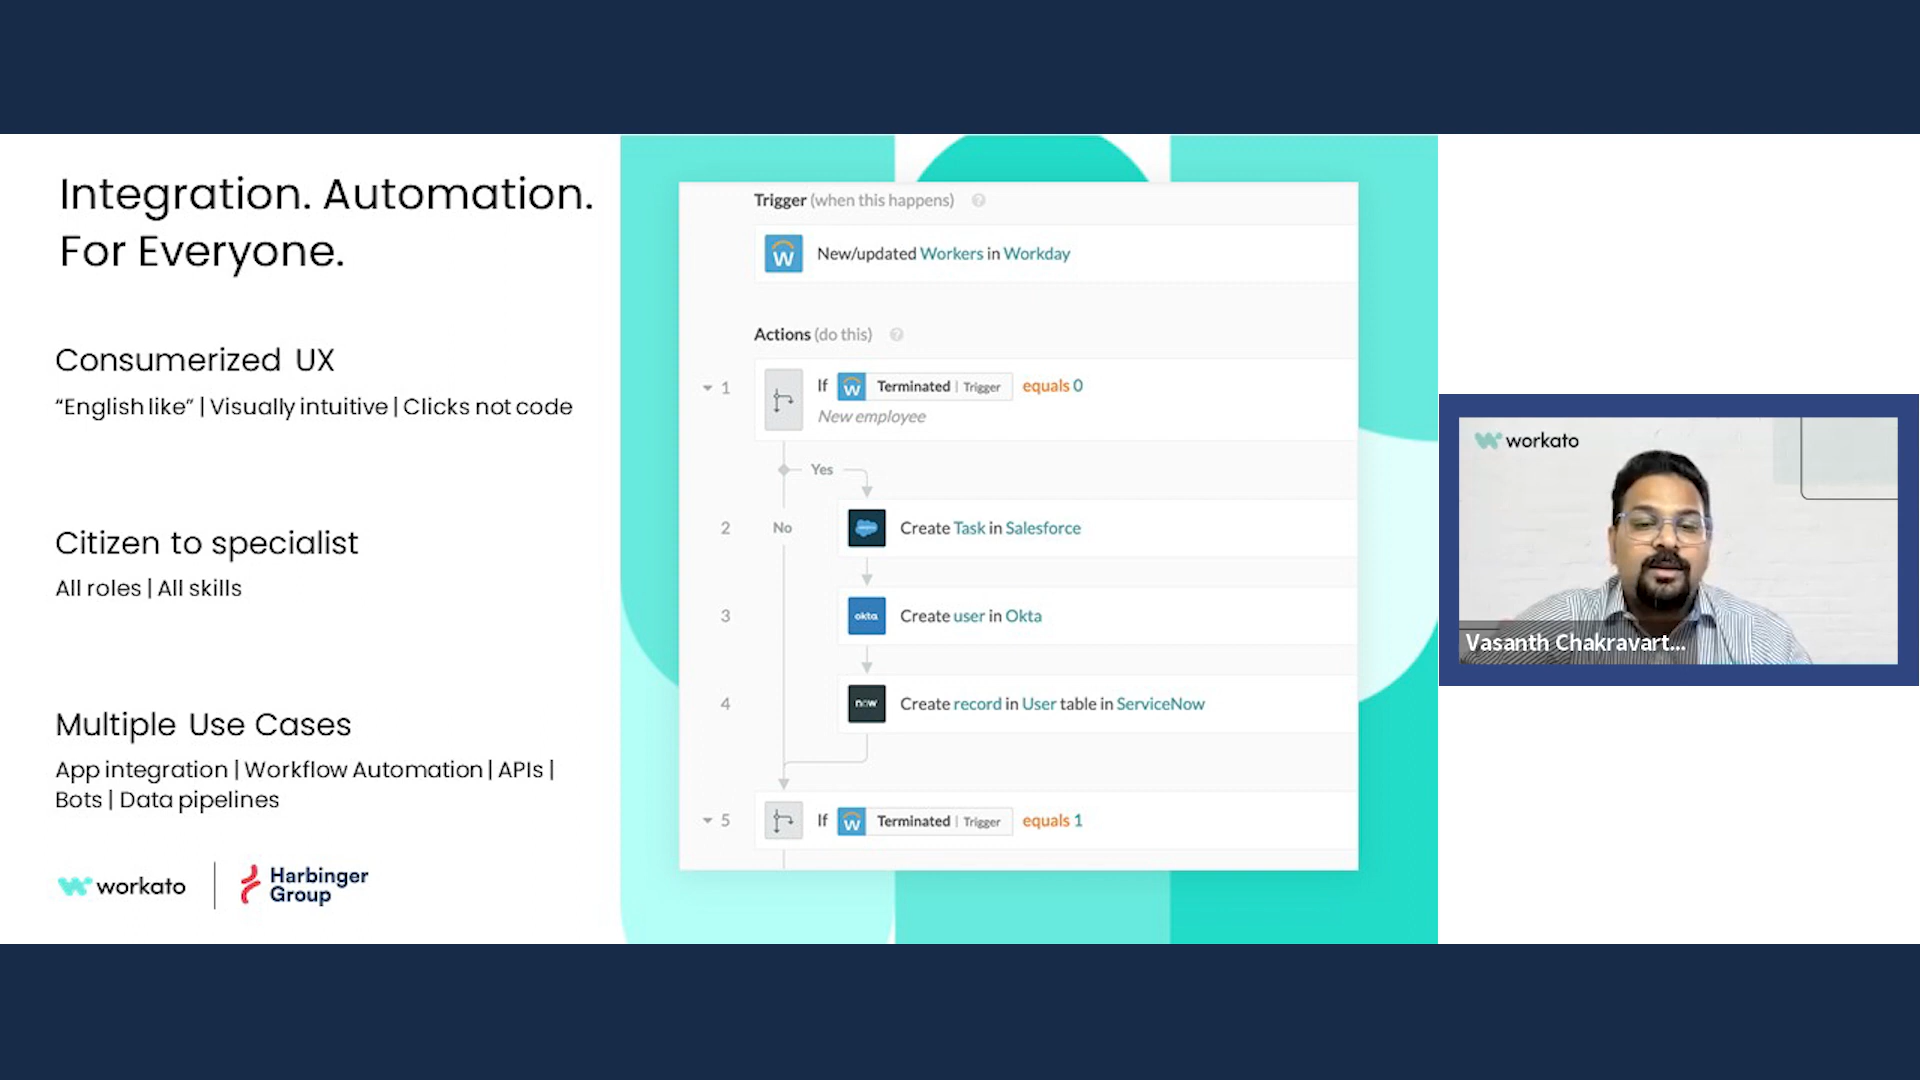 Integration. Automation.
For Everyone.
Consumerized UX
“English like” | Visually intuitive | Clicks not code
Citizen to specialist
All roles | All skills
Multiple Use Cases
App integration | Workflow Automation | APIs |
Bots | Data pipelines
workato
Harbinger
Group
Trigger (when this happens) ?
W New/updated Workers in Workday
Actions (do this) ?
1 If W Terminated | Trigger equals 0
New employee
Yes
2 No Create Task in Salesforce
3 okta Create user in Okta
4 now Create record in User table in ServiceNow
5 If W Terminated | Trigger equals 1
workato
Vasanth Chakravart...